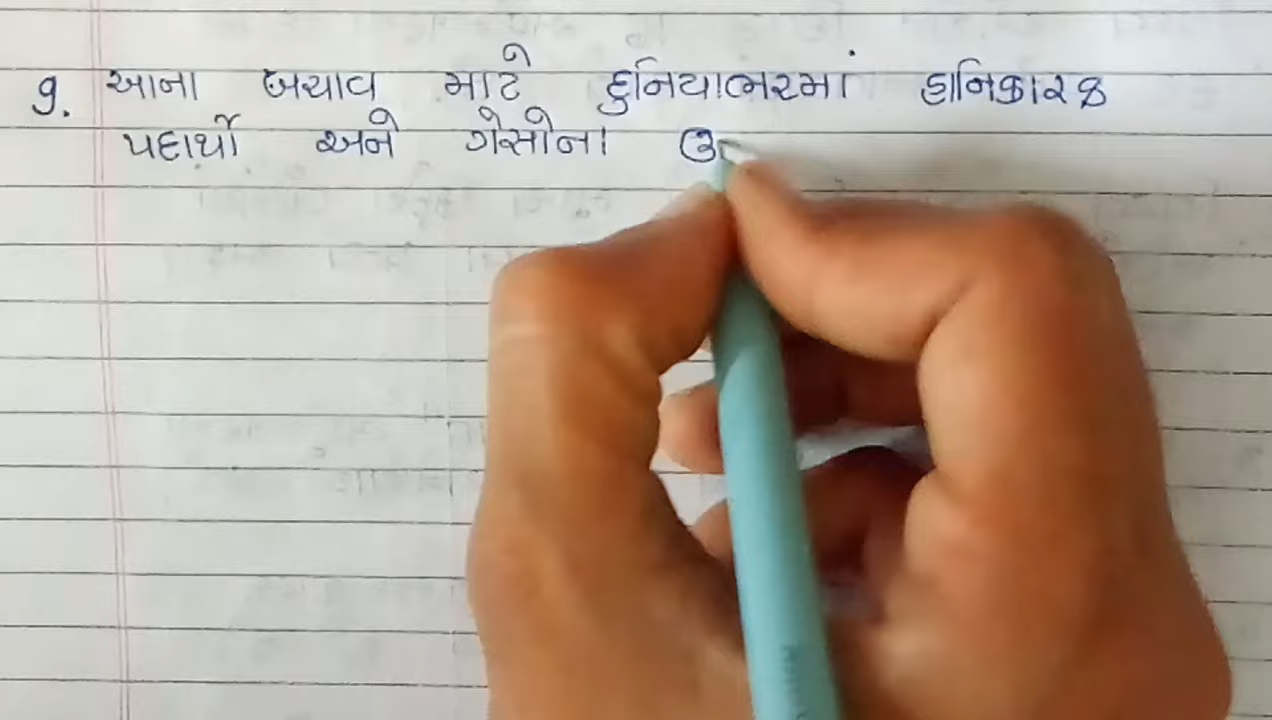 9. આના બચાવ માટે દુનિયાભરમાં હાનિકારક
પદાર્થો અને ગેસોના